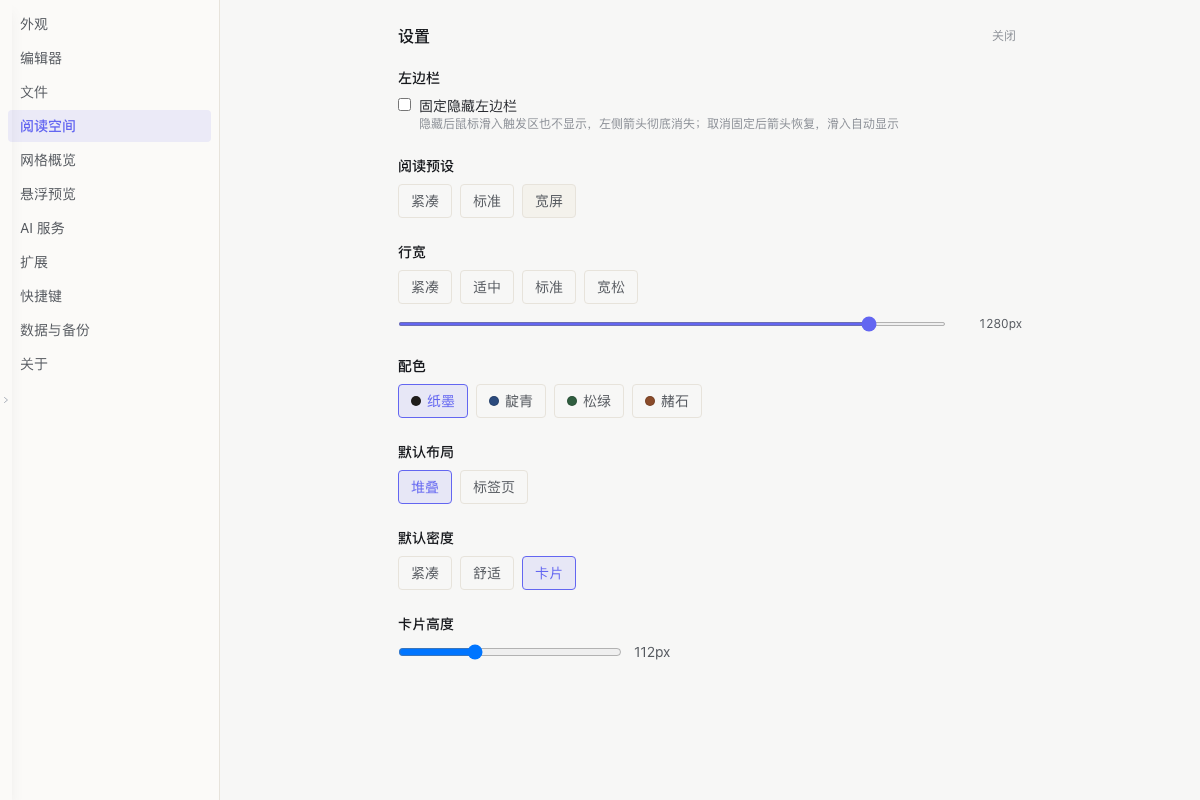 外观
编辑器
文件
阅读空间
网格概览
悬浮预览
AI 服务
扩展
快捷键
数据与备份
关于
设置
关闭
左边栏
固定隐藏左边栏
隐藏后鼠标滑入触发区也不显示，左侧箭头彻底消失；取消固定后箭头恢复，滑入自动显示
阅读预设
紧凑 标准 宽屏
行宽
紧凑 适中 标准 宽松
1280px
配色
纸墨 靛青 松绿 赭石
默认布局
堆叠 标签页
默认密度
紧凑 舒适 卡片
卡片高度
112px